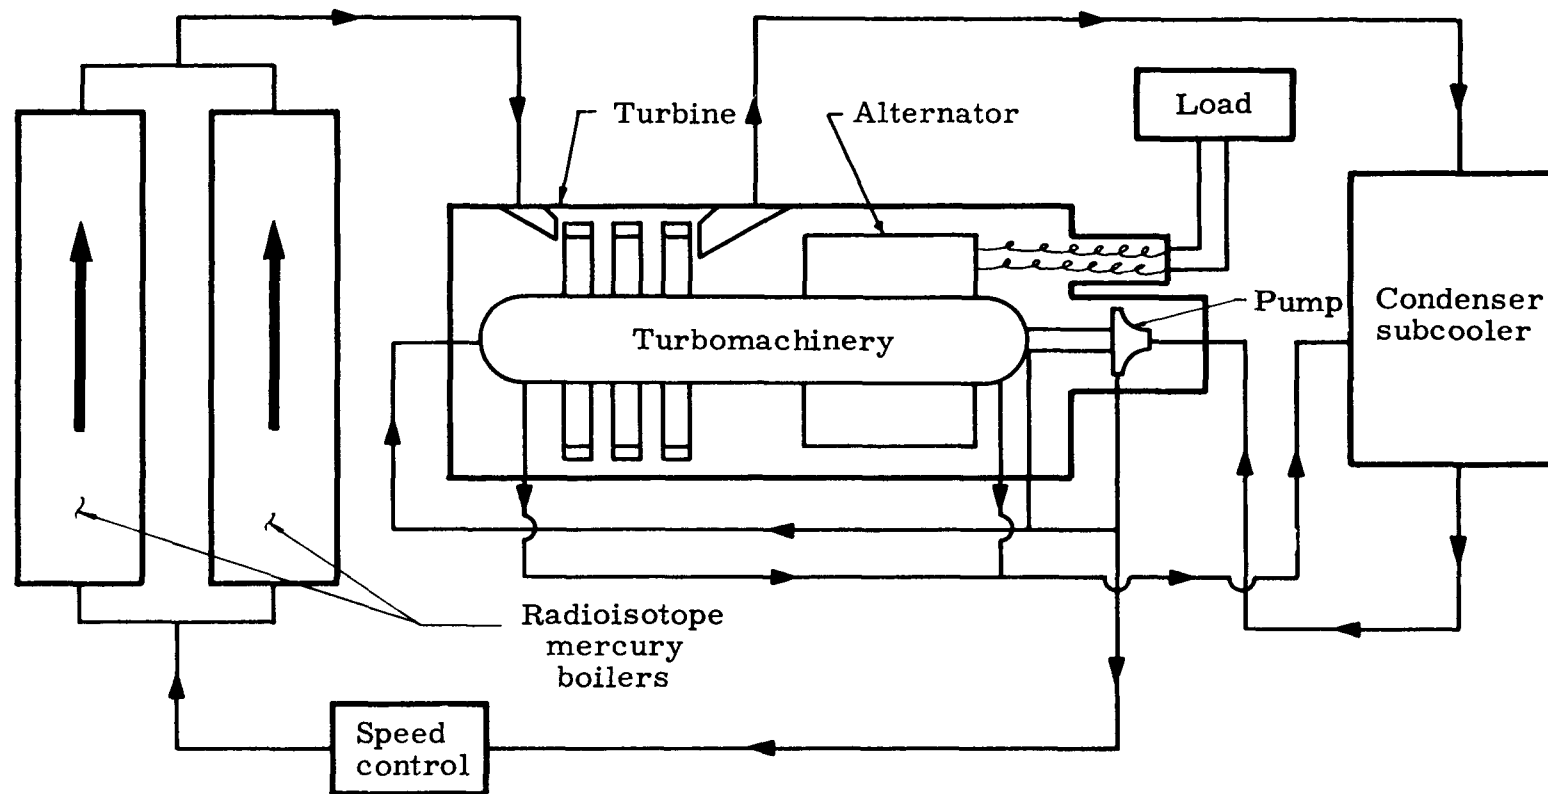 Turbine
Alternator
Load
Turbomachinery
Pump
Condenser
subcooler
Radioisotope
mercury
boilers
Speed
control